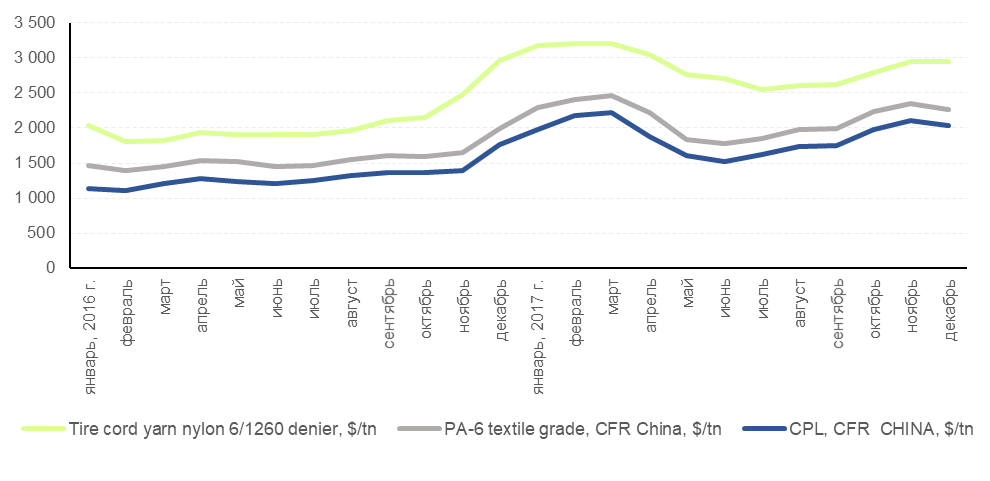 3 500
3 000
2 500
2 000
1 500
1 000
500
0
январь, 2016 г.
февраль
март
апрель
май
июнь
июль
август
сентябрь
октябрь
ноябрь
декабрь
январь, 2017 г.
февраль
март
апрель
май
июнь
июль
август
сентябрь
октябрь
ноябрь
декабрь
Tire cord yarn nylon 6/1260 denier, $/tn PA-6 textile grade, CFR China, $/tn CPL, CFR  CHINA, $/tn